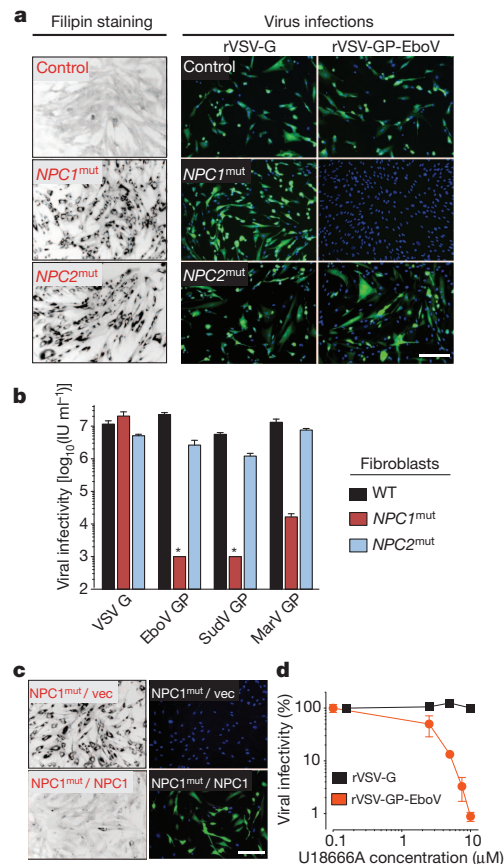 a
Filipin staining
Virus infections
rVSV-G rVSV-GP-EboV
Control
Control
NPC1mut
NPC1mut
NPC2mut
NPC2mut
b
Viral infectivity [log10(IU ml−1)]
7
6
5
4
3
2
* *
VSV G
EboV GP
SudV GP
MarV GP
Fibroblasts
WT
NPC1mut
NPC2mut
c
NPC1mut / vec
NPC1mut / vec
NPC1mut / NPC1
NPC1mut / NPC1
d
Viral infectivity (%)
100
10
1
rVSV-G
rVSV-GP-EboV
0.1 1 10
U18666A concentration (μM)